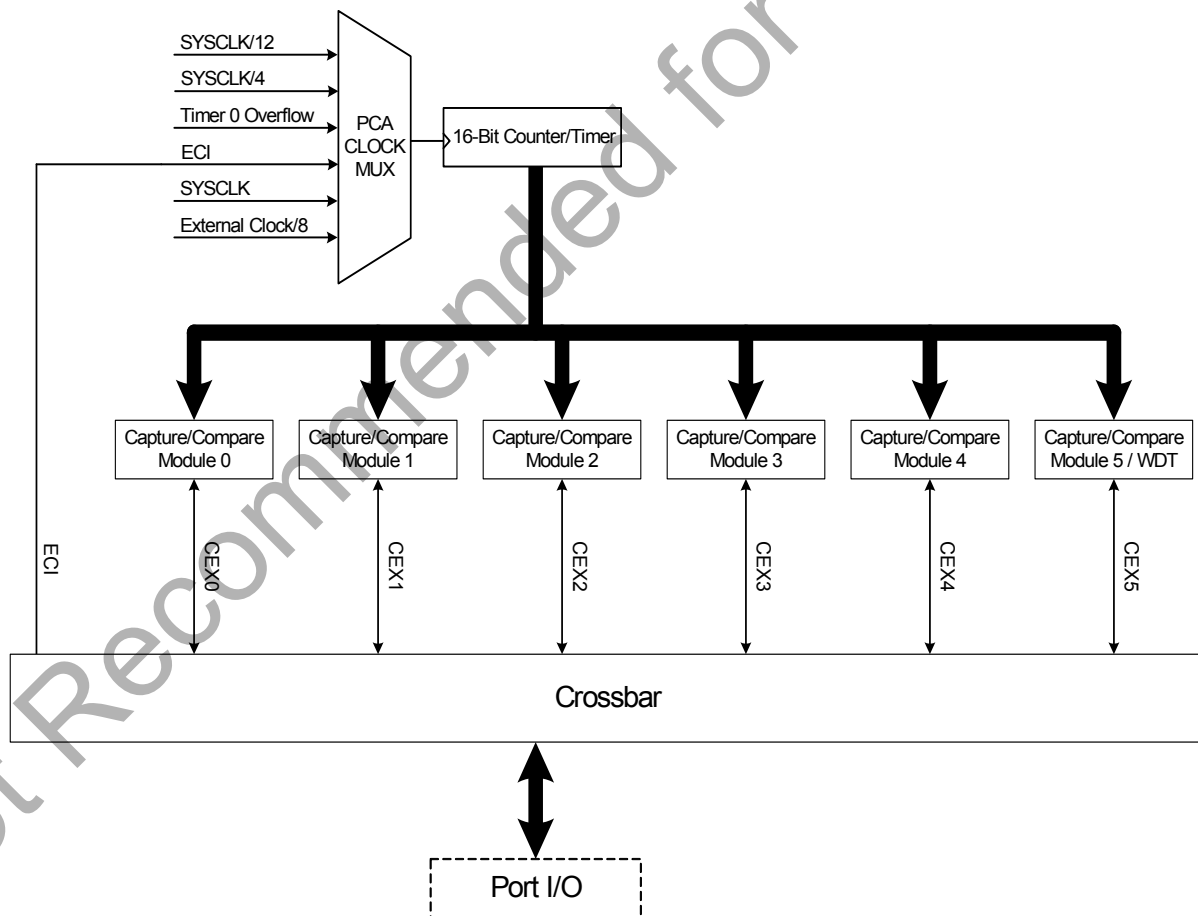 SYSCLK/12
SYSCLK/4
Timer 0 Overflow
ECI
SYSCLK
External Clock/8
PCA
CLOCK
MUX
16-Bit Counter/Timer
Capture/Compare
Module 0
Capture/Compare
Module 1
Capture/Compare
Module 2
Capture/Compare
Module 3
Capture/Compare
Module 4
Capture/Compare
Module 5 / WDT
ECI
CEX0
CEX1
CEX2
CEX3
CEX4
CEX5
Crossbar
Port I/O
Recommended for